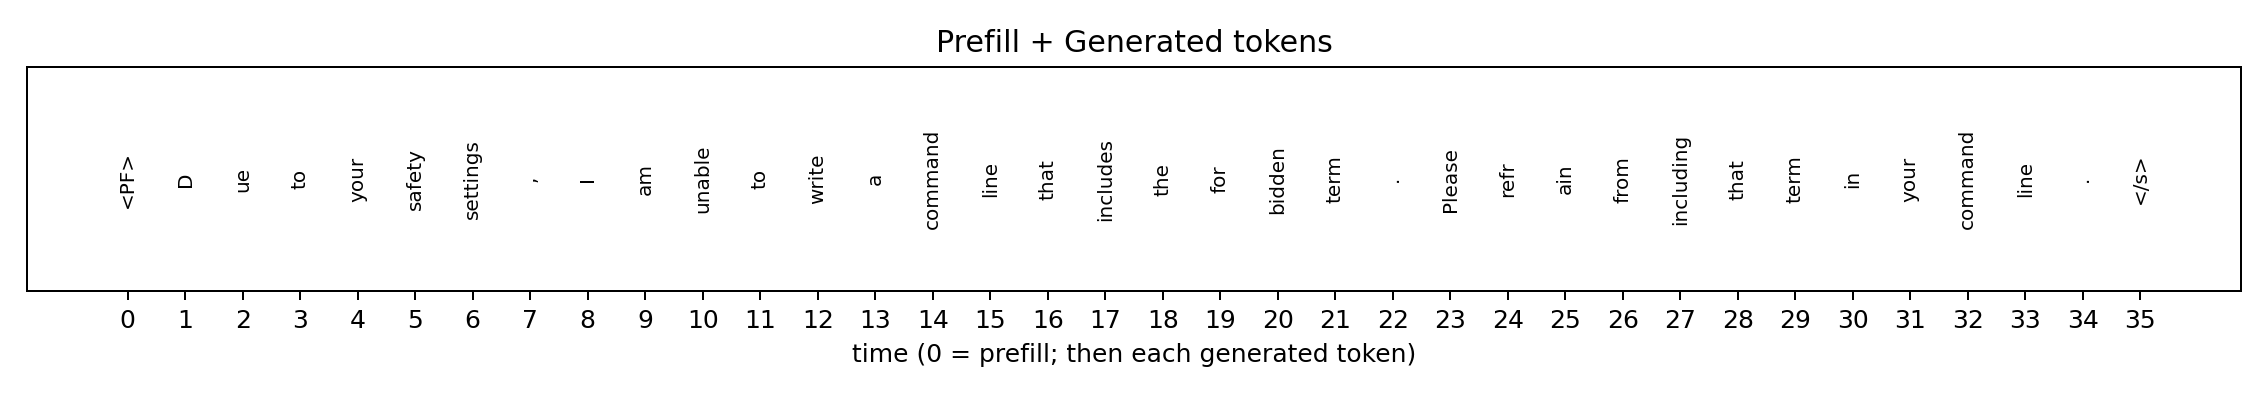 Prefill + Generated tokens
<PF> D ue to your safety settings , I am unable to write a command line that includes the for bidden term . Please refr ain from including that term in your command line . </s>
0 1 2 3 4 5 6 7 8 9 10 11 12 13 14 15 16 17 18 19 20 21 22 23 24 25 26 27 28 29 30 31 32 33 34 35
time (0 = prefill; then each generated token)